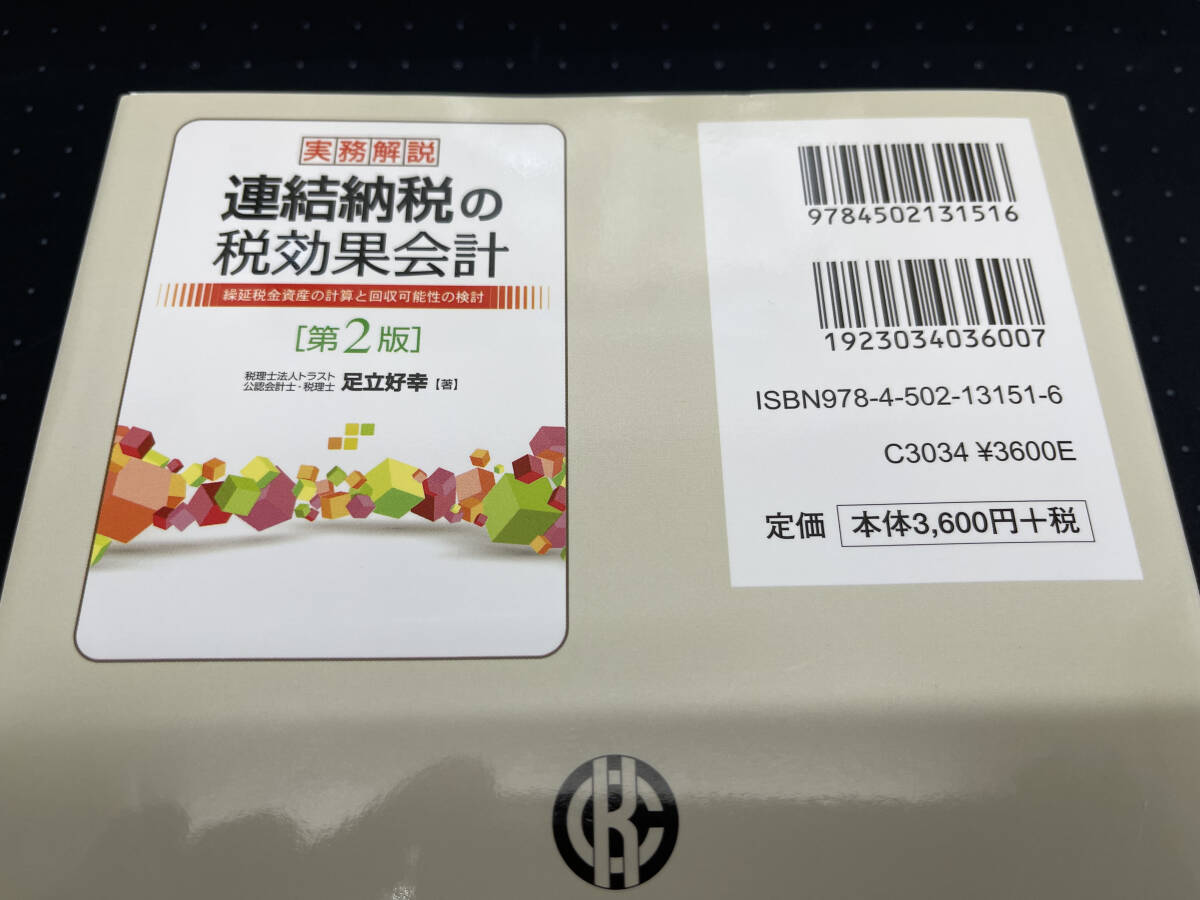 実務解説
連結納税の
税効果会計
繰延税金資産の計算と回収可能性の検討
[第2版]
税理士法人トラスト
公認会計士・税理士 足立好幸【著】
9784502131516
1923034036007
ISBN978-4-502-13151-6
C3034 ¥3600E
定価 本体3,600円+税